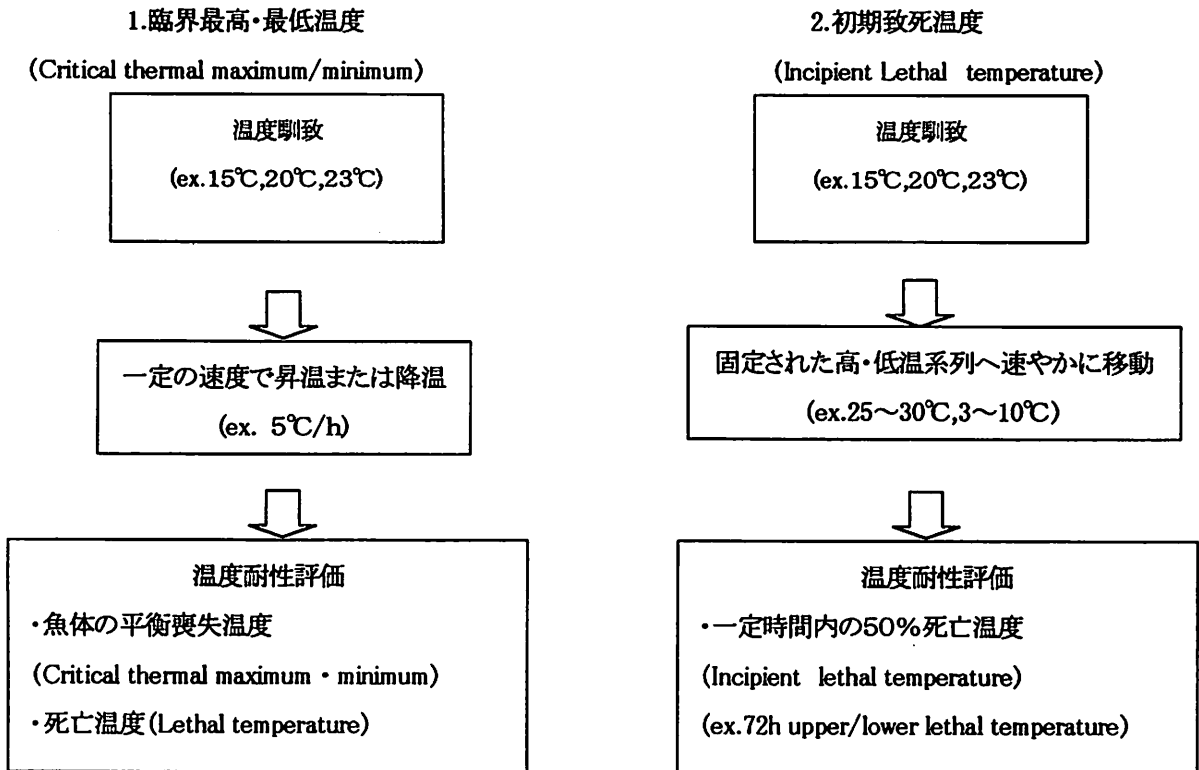 1.臨界最高・最低温度
(Critical thermal maximum/minimum)
温度馴致
(ex.15℃,20℃,23℃)
一定の速度で昇温または降温
(ex. 5℃/h)
温度耐性評価
・魚体の平衡喪失温度
(Critical thermal maximum・minimum)
・死亡温度(Lethal temperature)
2.初期致死温度
(Incipient Lethal temperature)
温度馴致
(ex.15℃,20℃,23℃)
固定された高・低温系列へ速やかに移動
(ex.25～30℃,3～10℃)
温度耐性評価
・一定時間内の50%死亡温度
(Incipient lethal temperature)
(ex.72h upper/lower lethal temperature)